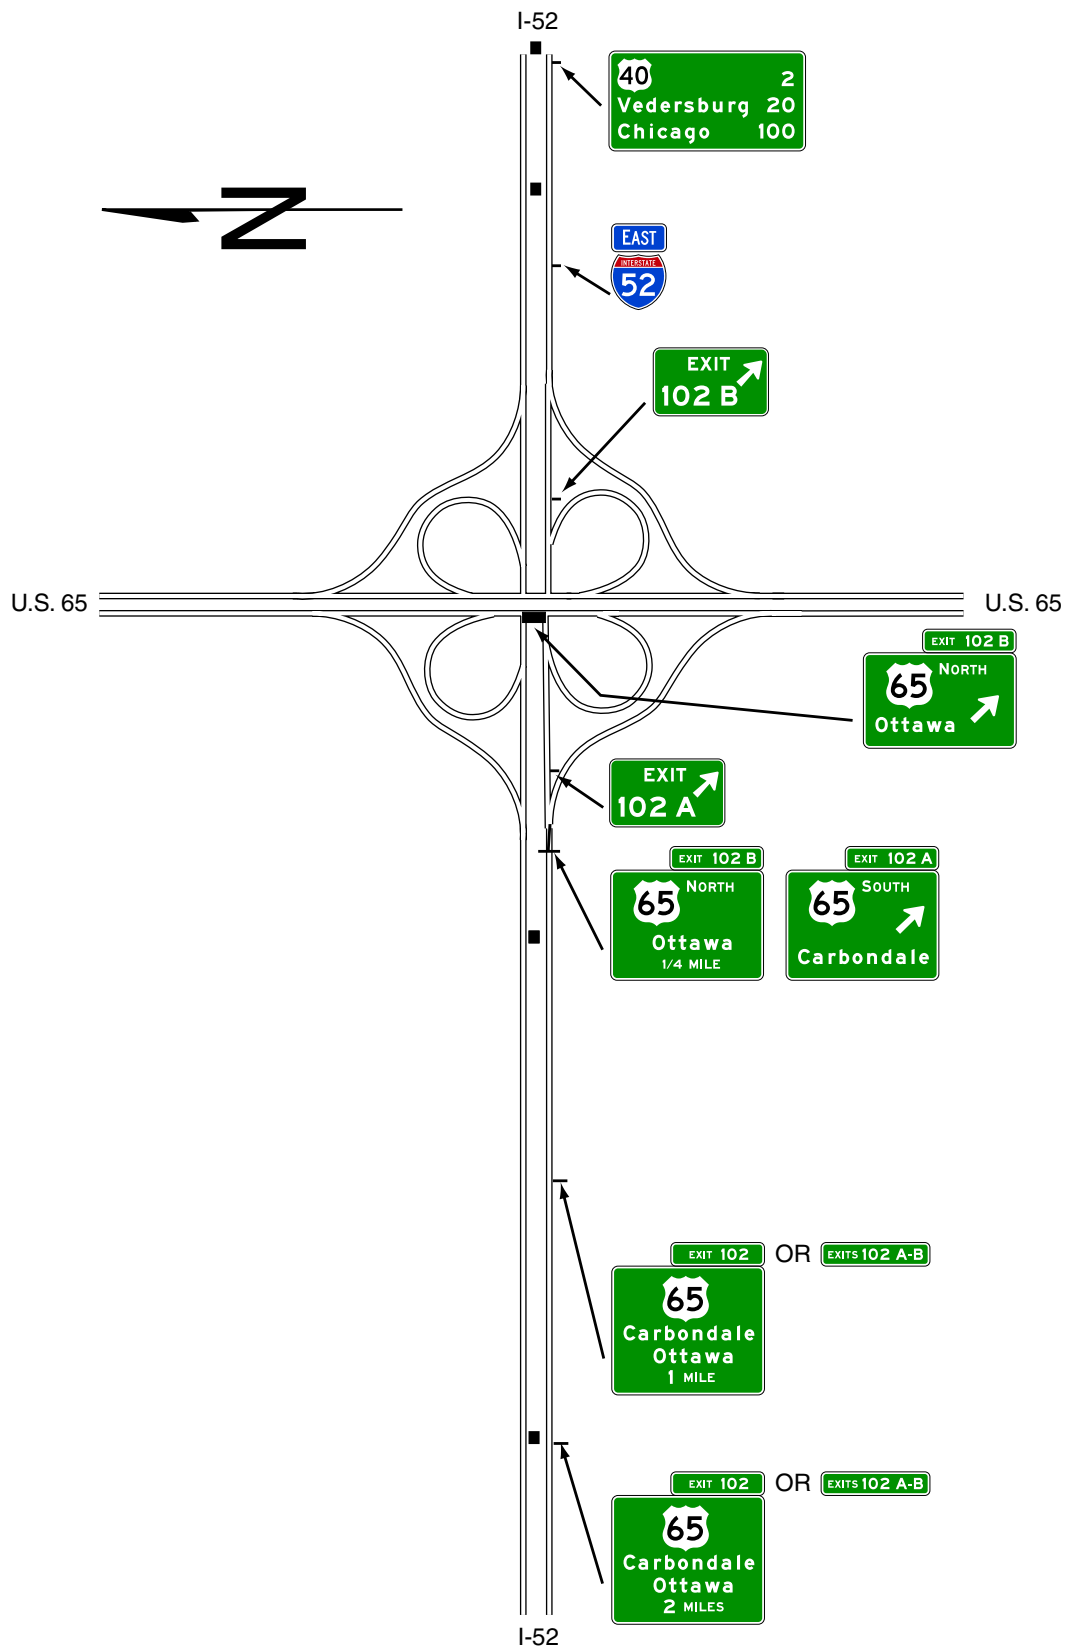 I-52
40 2
Vedersburg 20
Chicago 100
N
EAST
INTERSTATE
52
EXIT
102 B
U.S. 65
U.S. 65
EXIT 102 B
65 NORTH
Ottawa
EXIT
102 A
EXIT 102 B
65 NORTH
Ottawa
1/4 MILE
EXIT 102 A
65 SOUTH
Carbondale
EXIT 102 OR EXITS 102 A-B
65
Carbondale
Ottawa
1 MILE
EXIT 102 OR EXITS 102 A-B
65
Carbondale
Ottawa
2 MILES
I-52